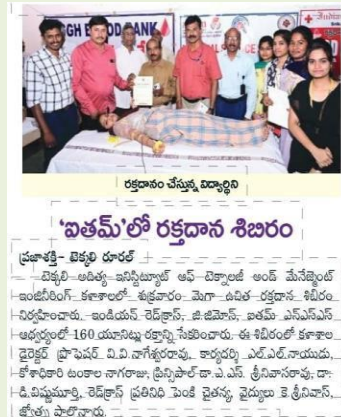 GGH BLOOD BANK
రక్తదానం చేస్తున్న విద్యార్థిని
'ఐతమ్'లో రక్తదాన శిబిరం
ప్రజాశక్తి- టెక్కలి రూరల్
టెక్కలి ఆదిత్య ఇనిస్టిట్యూట్ ఆఫ్ టెక్నాలజీ అండ్ మేనేజ్మెంట్
ఇంజినీరింగ్ కళాశాలలో శుక్రవారం మెగా ఉచిత రక్తదాన శిబిరం
నిర్వహించారు. ఇండియన్ రెడ్‌క్రాస్, జి.జిమోన్, ఐతమ్ ఎన్ఎస్ఎస్
ఆధ్వర్యంలో 160 యూనిట్లు రక్తాన్ని సేకరించారు. ఈ శిబిరంలో కళాశాల
డైరెక్టర్ ప్రొఫెసర్ వి.వి.నాగేశ్వరరావు, కార్యదర్శి ఎల్.ఎల్.నాయుడు,
కోశాధికారి టంకాల నాగరాజు, ప్రిన్సిపాల్ డా.ఎ.ఎస్. శ్రీనివాసరావు, డా:
డి.విష్ణుమూర్తి, రెడ్‌క్రాస్ ప్రతినిధి పెంకి చైతన్య, వైద్యులు కె.శ్రీనివాస్,
జ్యోత్స పాల్గొన్నారు.